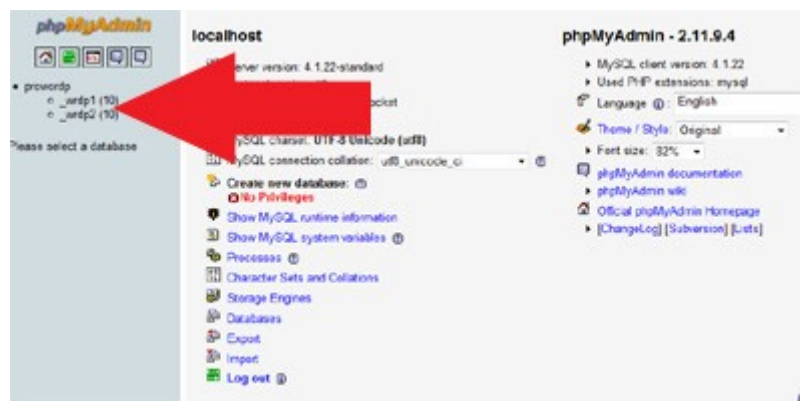 phpMyAdmin
prowordp
_wrdp1 (10)
_wrdp2 (10)
Please select a database
localhost
Server version: 4.1.22-standard
MySQL charset: UTF-8 Unicode (utf8)
MySQL connection collation: utf8_unicode_ci
Create new database:
No Privileges
Show MySQL runtime information
Show MySQL system variables
Processes
Character Sets and Collations
Storage Engines
Databases
Export
Import
Log out
phpMyAdmin - 2.11.9.4
MySQL client version: 4.1.22
Used PHP extensions: mysql
Language : English
Theme / Style: Original
Font size: 82%
phpMyAdmin documentation
phpMyAdmin wiki
Official phpMyAdmin Homepage
[ChangeLog] [Subversion] [Lists]